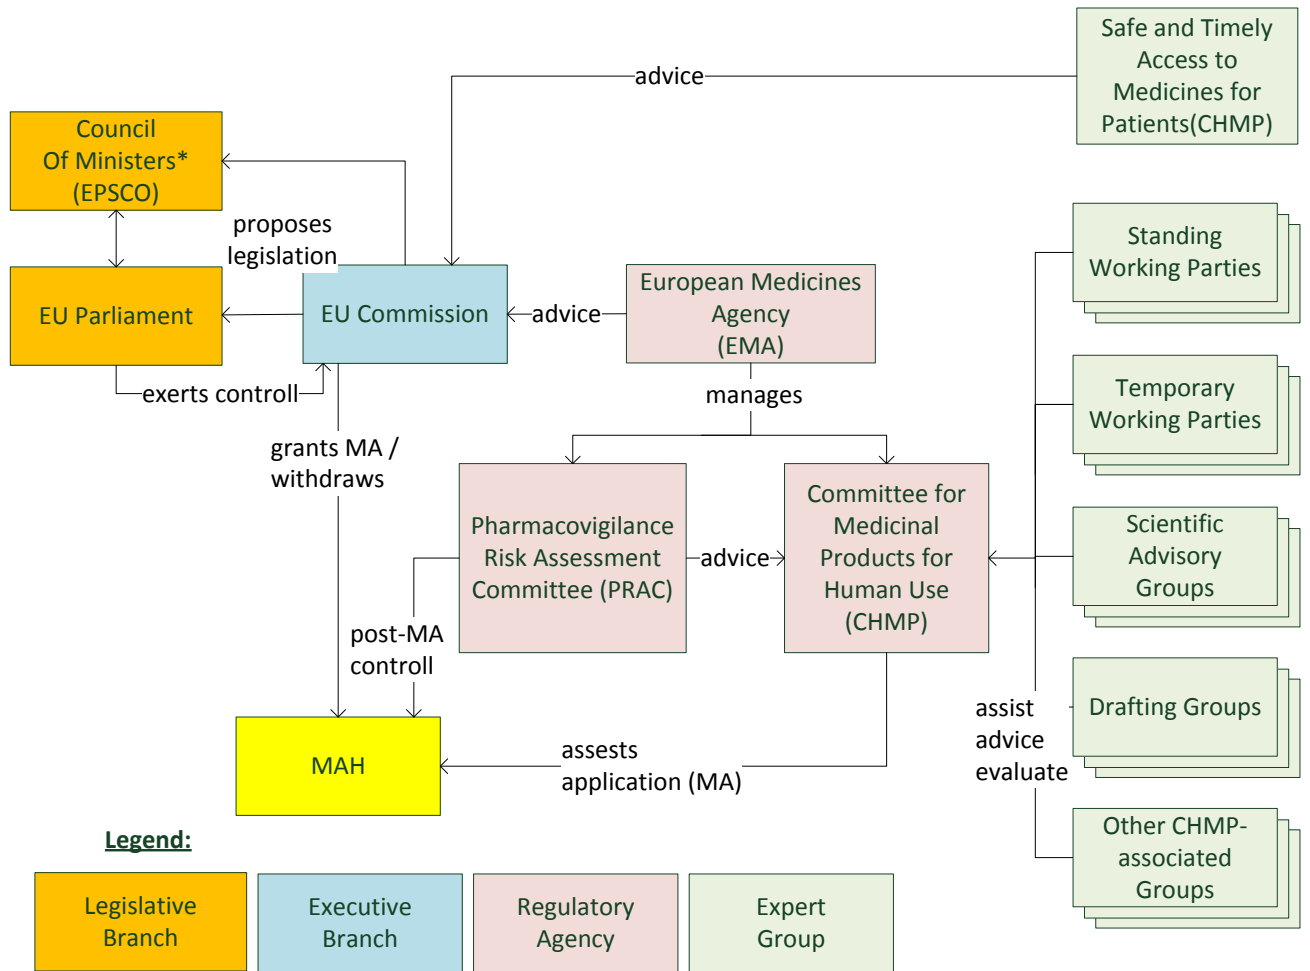 Safe and Timely
Access to
Medicines for
Patients(CHMP)
advice
Council
Of Ministers*
(EPSCO)
proposes
legislation
Standing
Working Parties
EU Parliament
EU Commission
advice
European Medicines
Agency
(EMA)
exerts controll
manages
Temporary
Working Parties
grants MA /
withdraws
Pharmacovigilance
Risk Assessment
Committee (PRAC)
advice
Committee for
Medicinal
Products for
Human Use
(CHMP)
Scientific
Advisory
Groups
post-MA
controll
assist
advice
evaluate
Drafting Groups
MAH
assests
application (MA)
Other CHMP-
associated
Groups
Legend:
Legislative
Branch
Executive
Branch
Regulatory
Agency
Expert
Group